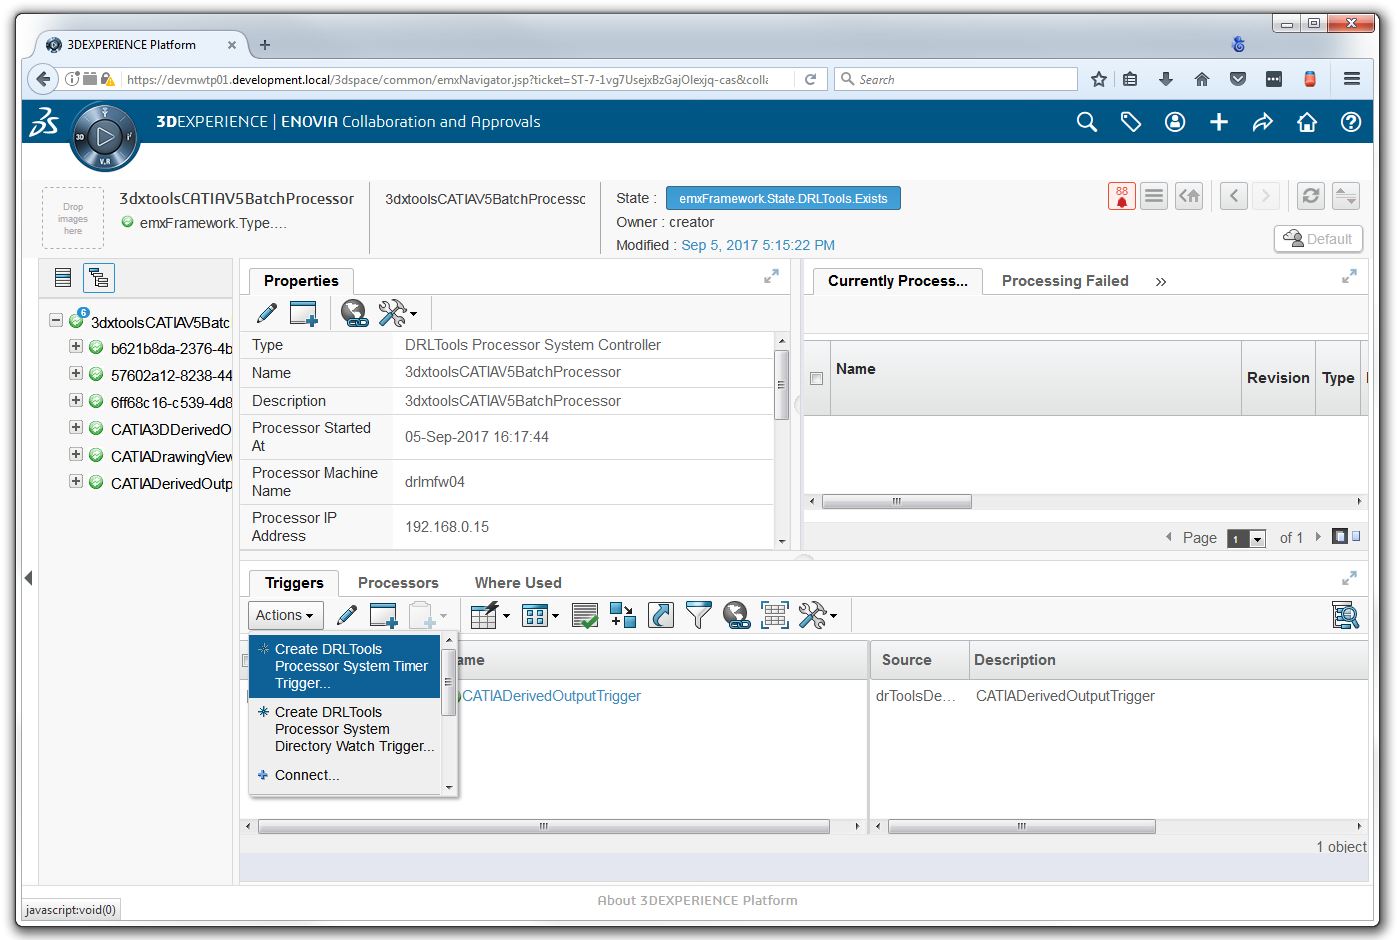 3DEXPERIENCE Platform
https://devmwtp01.development.local/3dspace/common/emxNavigator.jsp?ticket=ST-7-1vg7UsejxBzGajOlexjq-cas&colla
Search
3DEXPERIENCE | ENOVIA Collaboration and Approvals
3D
V.R
Drop
images
here
3dxtoolsCATIAV5BatchProcessor
emxFramework.Type....
3dxtoolsCATIAV5BatchProcessc
State : emxFramework.State.DRLTools.Exists
Owner : creator
Modified : Sep 5, 2017 5:15:22 PM
88
Default
6
3dxtoolsCATIAV5Batc
b621b8da-2376-4b
57602a12-8238-44
6ff68c16-c539-4d8
CATIA3DDerivedO
CATIADrawingView
CATIADerivedOutp
Properties
Type DRLTools Processor System Controller
Name 3dxtoolsCATIAV5BatchProcessor
Description 3dxtoolsCATIAV5BatchProcessor
Processor Started
At
05-Sep-2017 16:17:44
Processor Machine
Name
drlmfw04
Processor IP
Address
192.168.0.15
Currently Process... Processing Failed »
Name Revision Type
Page 1 of 1
Triggers Processors Where Used
Actions
Create DRLTools
Processor System Timer
Trigger...
Create DRLTools
Processor System
Directory Watch Trigger...
Connect...
ame Source Description
CATIADerivedOutputTrigger drToolsDe... CATIADerivedOutputTrigger
1 object
About 3DEXPERIENCE Platform
javascript:void(0)